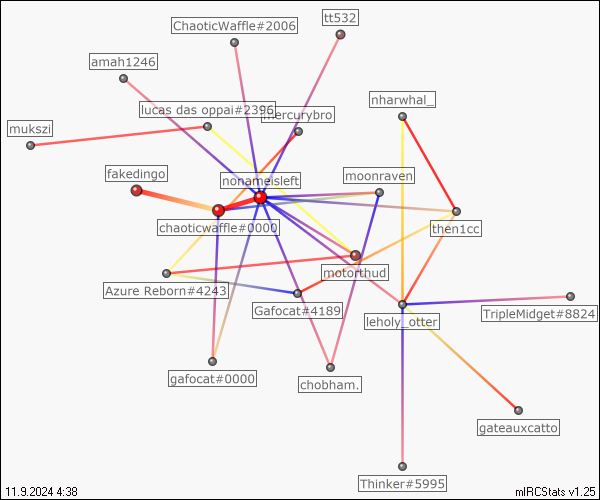 tt532
ChaoticWaffle#2006
amah1246
nharwhal_
lucas das oppai#2396
mercurybro
mukszi
fakedingo
nonameisleft
moonraven
chaoticwaffle#0000
then1cc
motorthud
Azure Reborn#4243
Gafocat#4189
leholy_otter
TripleMidget#8824
gafocat#0000
chobham.
gateauxcatto
Thinker#5995
11.9.2024 4:38
mIRCStats v1.25